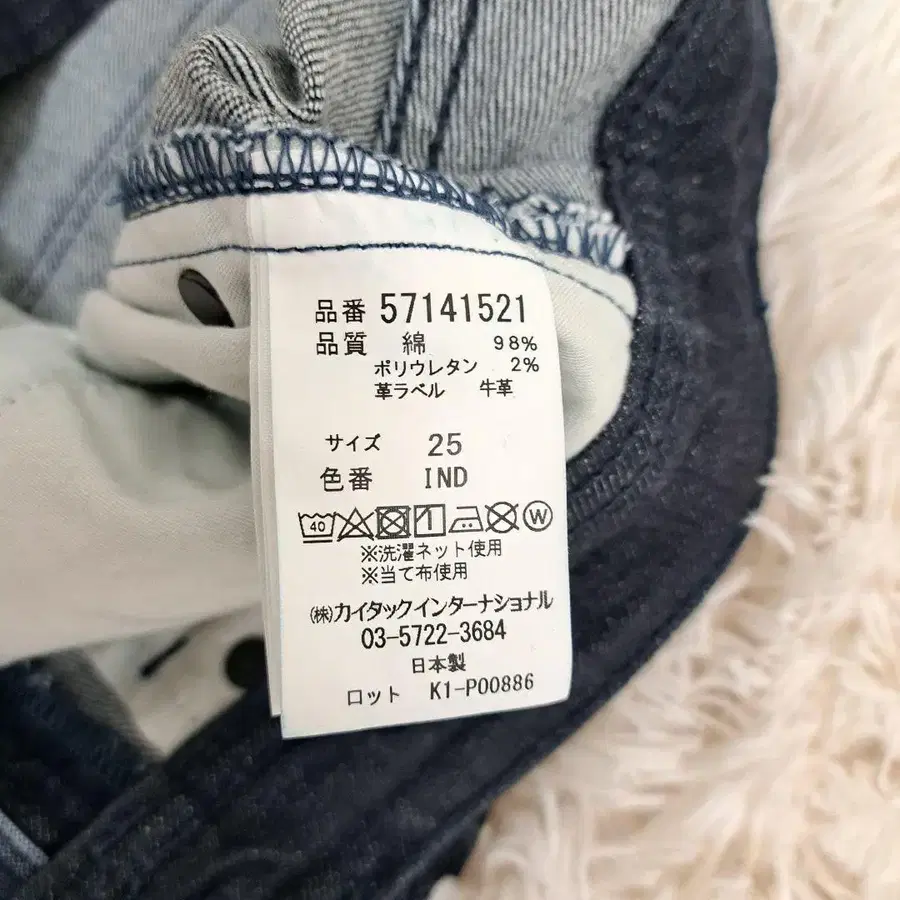 品番 57141521
品質 綿 98%
ポリウレタン 2%
革ラベル 牛革
サイズ 25
色番 IND
40 W
※洗濯ネット使用
※当て布使用
㈱カイタックインターナショナル
03-5722-3684
日本製
ロット K1-P00886